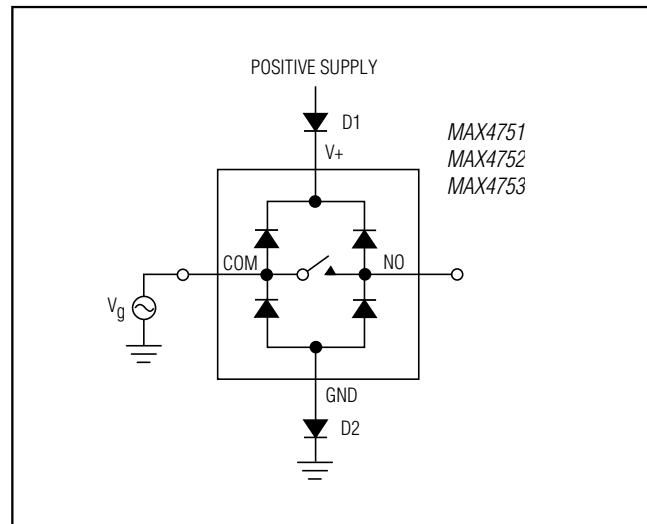 POSITIVE SUPPLY
D1
V+
MAX4751
MAX4752
MAX4753
COM
NO
Vg
GND
D2